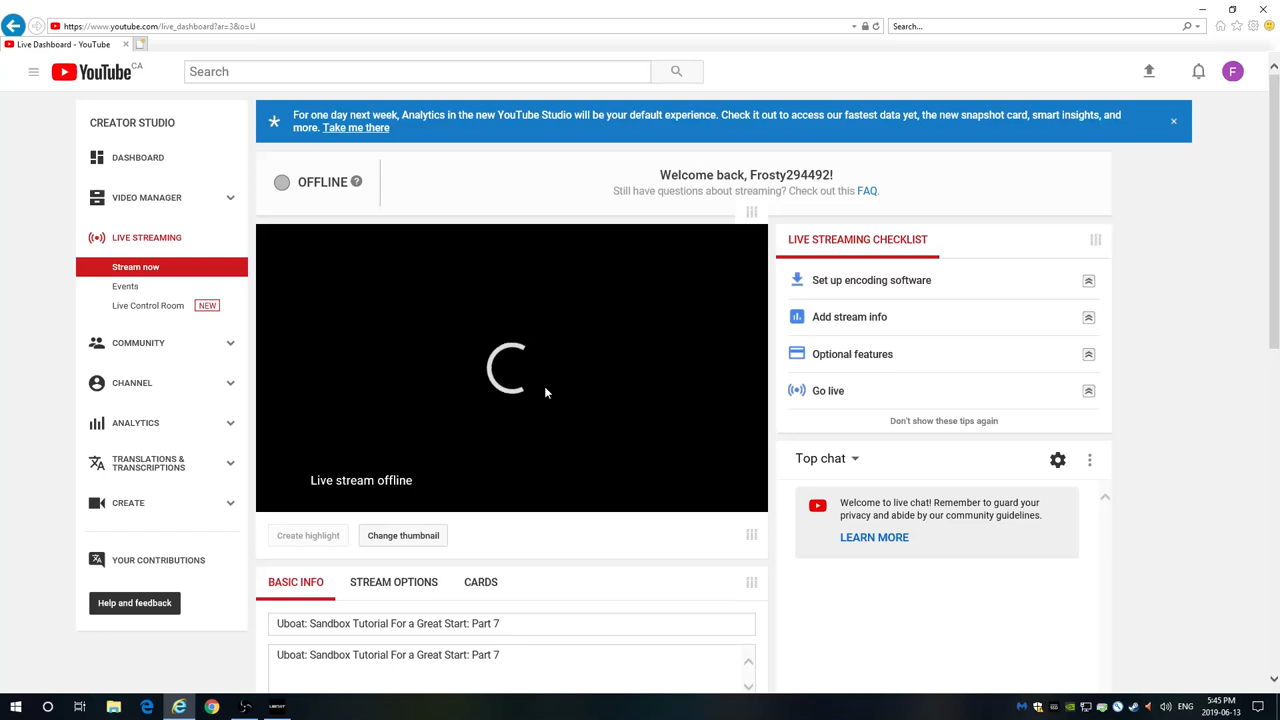 https://www.youtube.com/live_dashboard?ar=3&o=U
Search...
Live Dashboard - YouTube
YouTube CA
Search
F
CREATOR STUDIO
DASHBOARD
VIDEO MANAGER
LIVE STREAMING
Stream now
Events
Live Control Room NEW
COMMUNITY
CHANNEL
ANALYTICS
TRANSLATIONS &
TRANSCRIPTIONS
CREATE
YOUR CONTRIBUTIONS
Help and feedback
For one day next week, Analytics in the new YouTube Studio will be your default experience. Check it out to access our fastest data yet, the new snapshot card, smart insights, and
more. Take me there
OFFLINE ?
Welcome back, Frosty294492!
Still have questions about streaming? Check out this FAQ.
Live stream offline
Create highlight
Change thumbnail
BASIC INFO STREAM OPTIONS CARDS
Uboat: Sandbox Tutorial For a Great Start: Part 7
Uboat: Sandbox Tutorial For a Great Start: Part 7
LIVE STREAMING CHECKLIST
Set up encoding software
Add stream info
Optional features
Go live
Don't show these tips again
Top chat
Welcome to live chat! Remember to guard your
privacy and abide by our community guidelines.
LEARN MORE
ENG
5:45 PM
2019-06-13